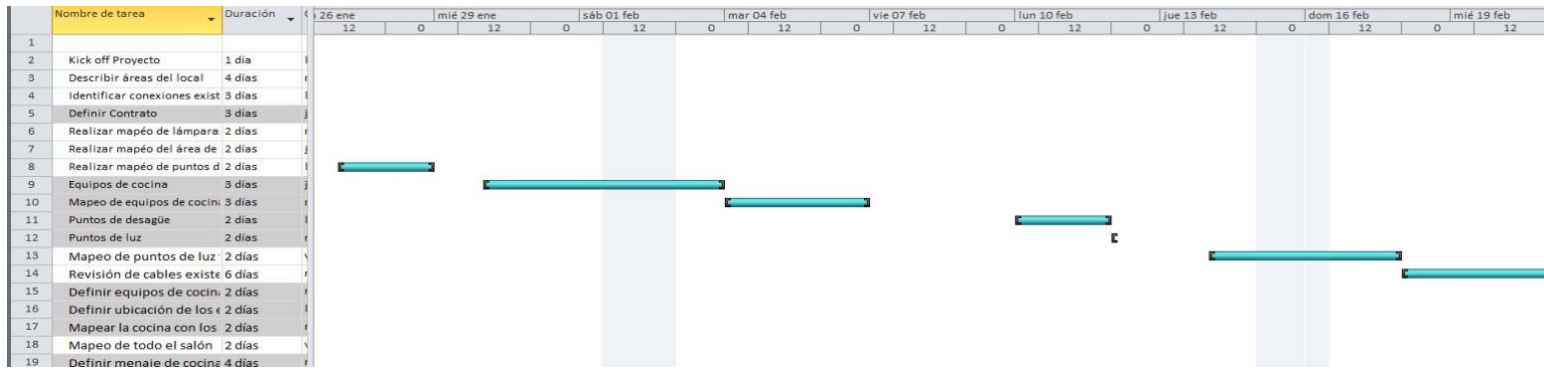 Nombre de tarea Duración 26 ene mié 29 ene sáb 01 feb mar 04 feb vie 07 feb lun 10 feb jue 13 feb dom 16 feb mié 19 feb
12 0 12 0 12 0 12 0 12 0 12 0 12 0 12 0 12
1
2 Kick off Proyecto 1 día
3 Describir áreas del local 4 días
4 Identificar conexiones exist 3 días
5 Definir Contrato 3 días
6 Realizar mapéo de lámpara 2 días
7 Realizar mapéo del área de 2 días
8 Realizar mapéo de puntos d 2 días
9 Equipos de cocina 3 días
10 Mapeo de equipos de cocin 3 días
11 Puntos de desagüe 2 días
12 Puntos de luz 2 días
13 Mapeo de puntos de luz 2 días
14 Revisión de cables existe 6 días
15 Definir equipos de cocin 2 días
16 Definir ubicación de los e 2 días
17 Mapear la cocina con los 2 días
18 Mapeo de todo el salón 2 días
19 Definir menaje de cocina 4 días